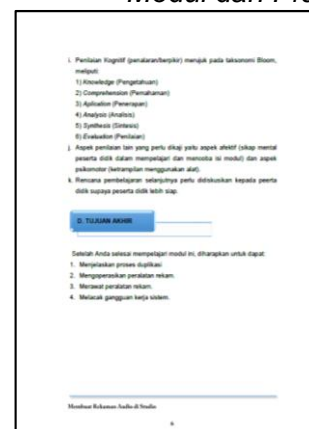 i. Penilaian Kognitif (penalaran/berpikir) merujuk pada taksonomi Bloom,
meliputi:
1) Knowledge (Pengetahuan)
2) Comprehension (Pemahaman)
3) Aplication (Penerapan)
4) Analysis (Analisis)
5) Synthesis (Sintesis)
6) Evaluation (Penilaian)
j. Aspek penilaian lain yang perlu dikaji yaitu aspek afektif (sikap mental
peserta didik dalam mempelajari dan mencoba isi modul) dan aspek
psikomotor (ketrampilan menggunakan alat).
k. Rencana pembelajaran selanjutnya perlu didiskusikan kepada peerta
didik supaya peserta didik lebih siap.
D. TUJUAN AKHIR
Setelah Anda selesai mempelajari modul ini, diharapkan untuk dapat:
1. Menjelaskan proses duplikasi.
2. Mengoperasikan peralatan rekam.
3. Merawat peralatan rekam.
4. Melacak gangguan kerja sistem.
Membuat Rekaman Audio di Studio